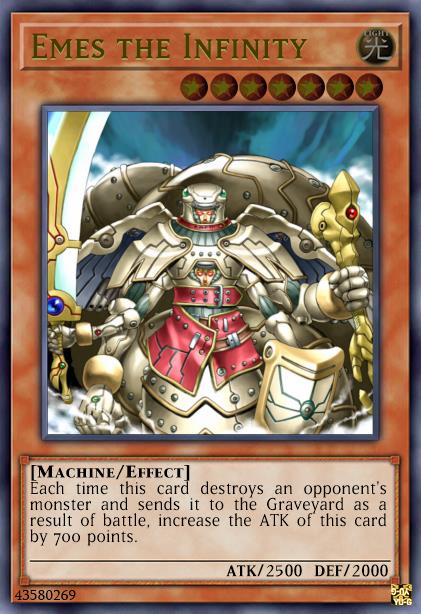 Emes the Infinity
LIGHT
光
[Machine/Effect]
Each time this card destroys an opponent's
monster and sends it to the Graveyard as a
result of battle, increase the ATK of this card
by 700 points.
ATK/2500 DEF/2000
43580269